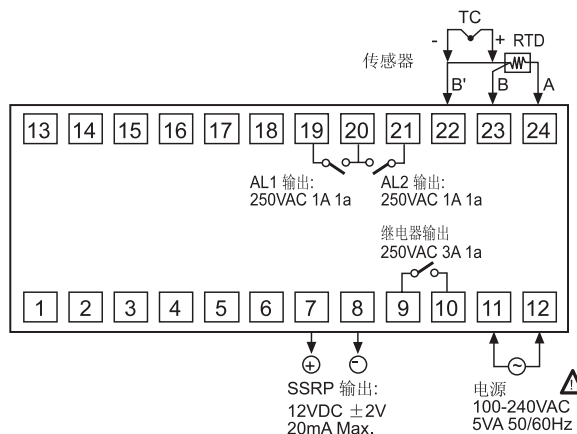 TC
- + RTD
传感器
B' B A
13 14 15 16 17 18 19 20 21 22 23 24
AL1 输出:
250VAC 1A 1a
AL2 输出:
250VAC 1A 1a
继电器输出
250VAC 3A 1a
1 2 3 4 5 6 7 8 9 10 11 12
+ -
SSRP 输出:
12VDC ±2V
20mA Max.
~
电源
100-240VAC
5VA 50/60Hz
!